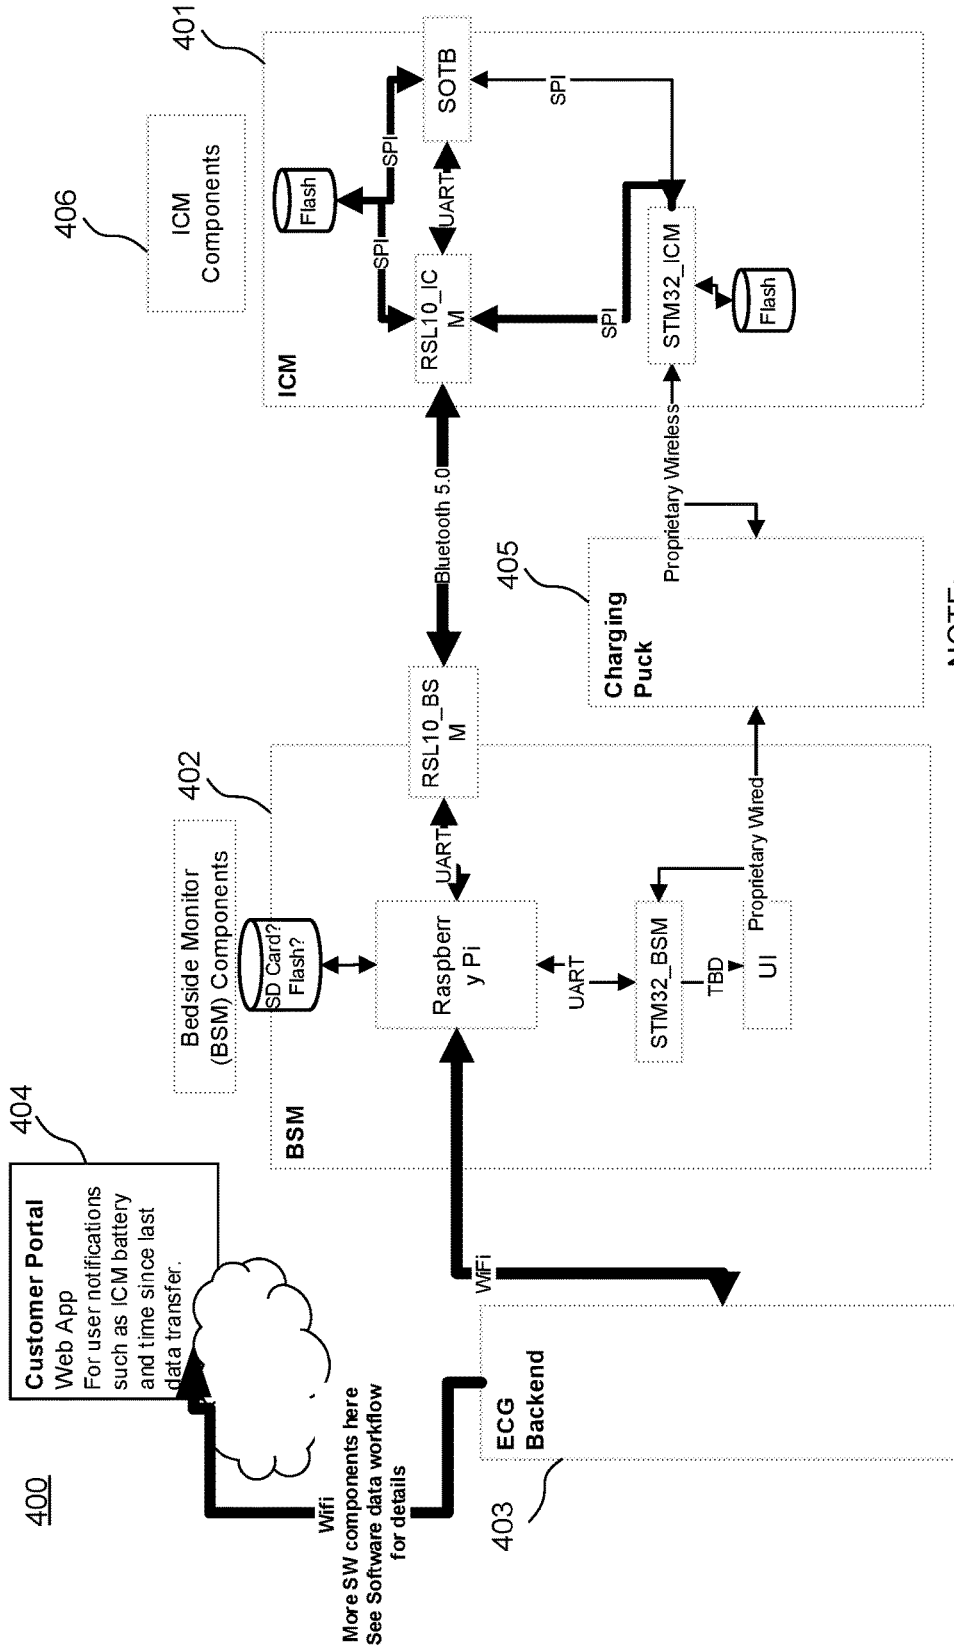 400
404
Customer Portal
Web App
For user notifications
such as ICM battery
and time since last
data transfer.
Wifi
More SW components here
See Software data workflow
for details
403
ECG
Backend
WiFi
Bedside Monitor
(BSM) Components
402
BSM
SD Card?
Flash?
Raspberr
y Pi
UART
RSL10_BS
M
UART
STM32_BSM
TBD
UI
Proprietary Wired
Bluetooth 5.0
405
Charging
Puck
Proprietary Wireless
406
ICM
Components
401
ICM
Flash
SPI
SPI
RSL10_IC
M
UART
SOTB
SPI
SPI
STM32_ICM
Flash